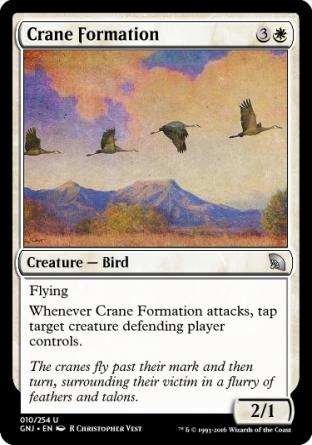 Crane Formation 3
Creature — Bird
Flying
Whenever Crane Formation attacks, tap
target creature defending player
controls.
The cranes fly past their mark and then
turn, surrounding their victim in a flurry of
feathers and talons.
2/1
010/254 U
GNJ • EN R Christopher Vest
™ & © 1993-2016 Wizards of the Coast